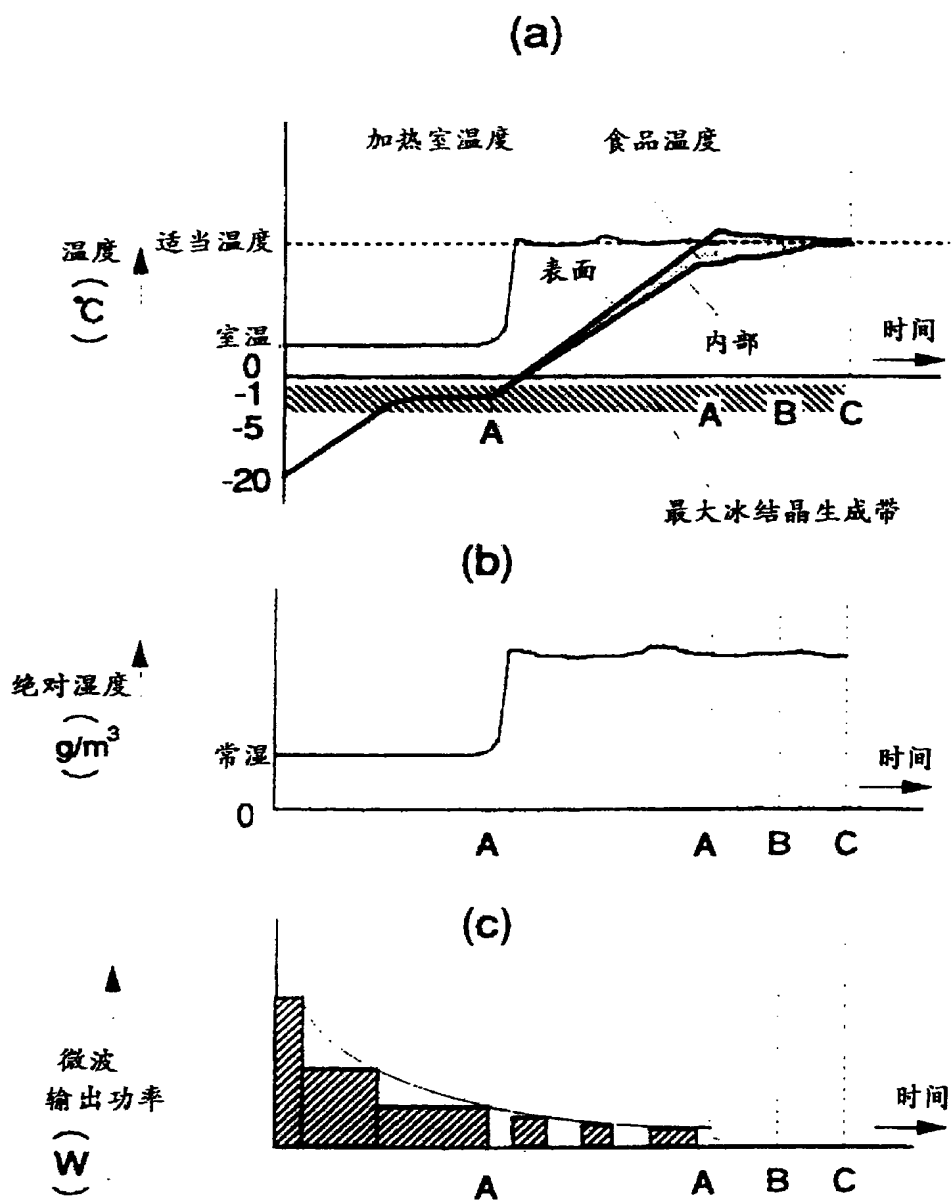 (a)
加热室温度
食品温度
温度
(℃)
适当温度
表面
室温
内部
时间
0
-1
-5
-20
A
A
B
C
最大冰结晶生成带
(b)
绝对湿度
(g/m³)
常湿
0
时间
A
A
B
C
(c)
微波
输出功率
(W)
时间
A
A
B
C